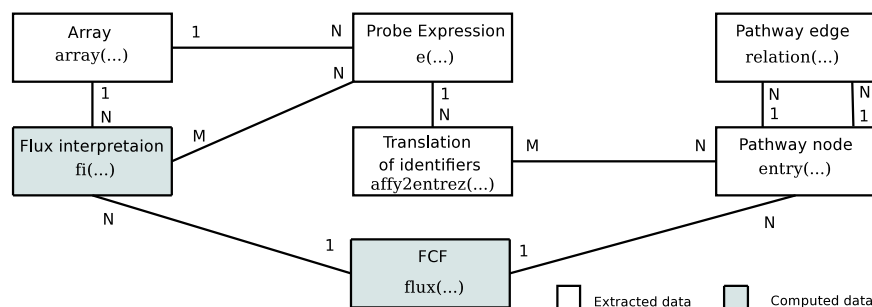 Array
array(...)
1
N
Probe Expression
e(...)
Pathway edge
relation(...)
1
N
N
1
N
N
1
N
1
Flux interpretaion
fi(...)
M
Translation
of identifiers
affy2entrez(...)
M
N
Pathway node
entry(...)
N
1
FCF
flux(...)
1
N
Extracted data
Computed data